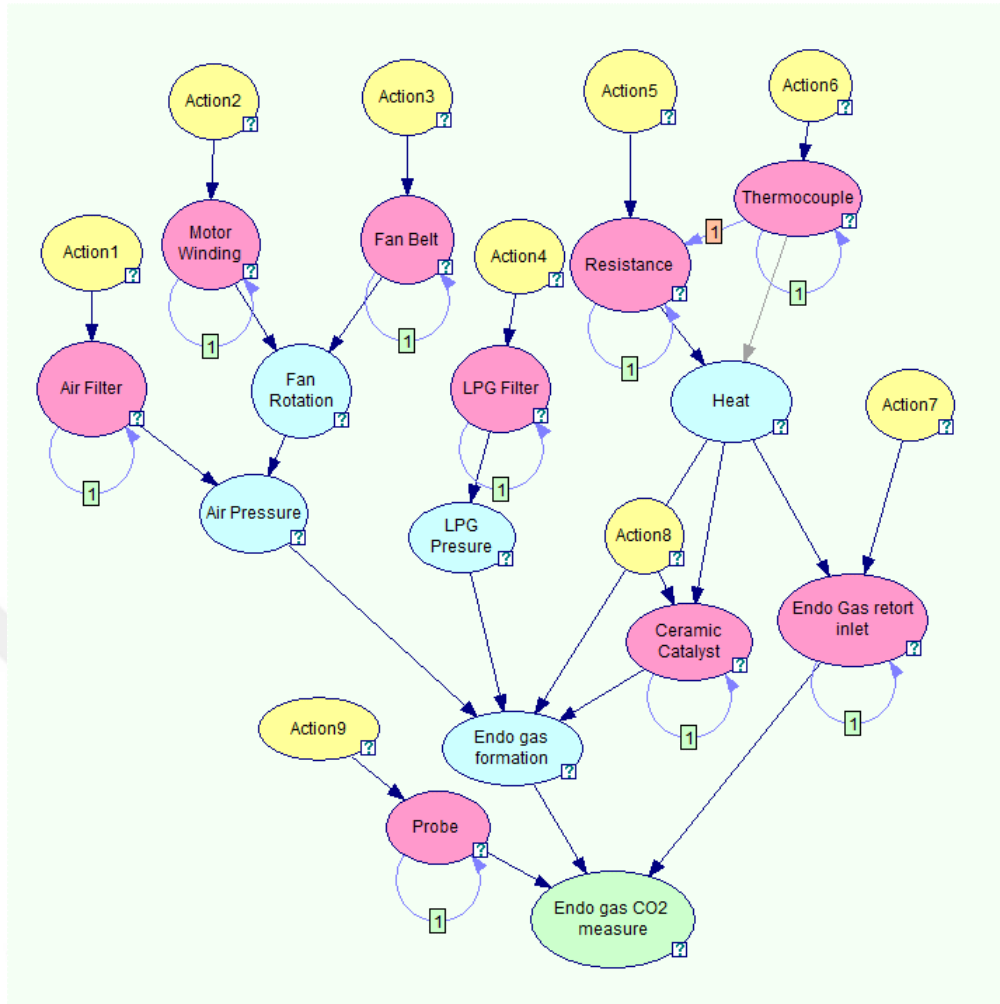 Action2
?
Action3
?
Action5
?
Action6
?
Thermocouple
?
Motor
Winding
?
Fan Belt
?
1
Action1
?
Action4
?
Resistance
?
1
1
1
1
Fan
Rotation
?
Air Filter
?
LPG Filter
?
Heat
?
Action7
?
1
1
Air Pressure
?
LPG
Presure
?
Action8
?
Endo Gas retort
inlet
?
Ceramic
Catalyst
?
1
1
Action9
?
Endo gas
formation
?
Probe
?
1
Endo gas CO2
measure
?